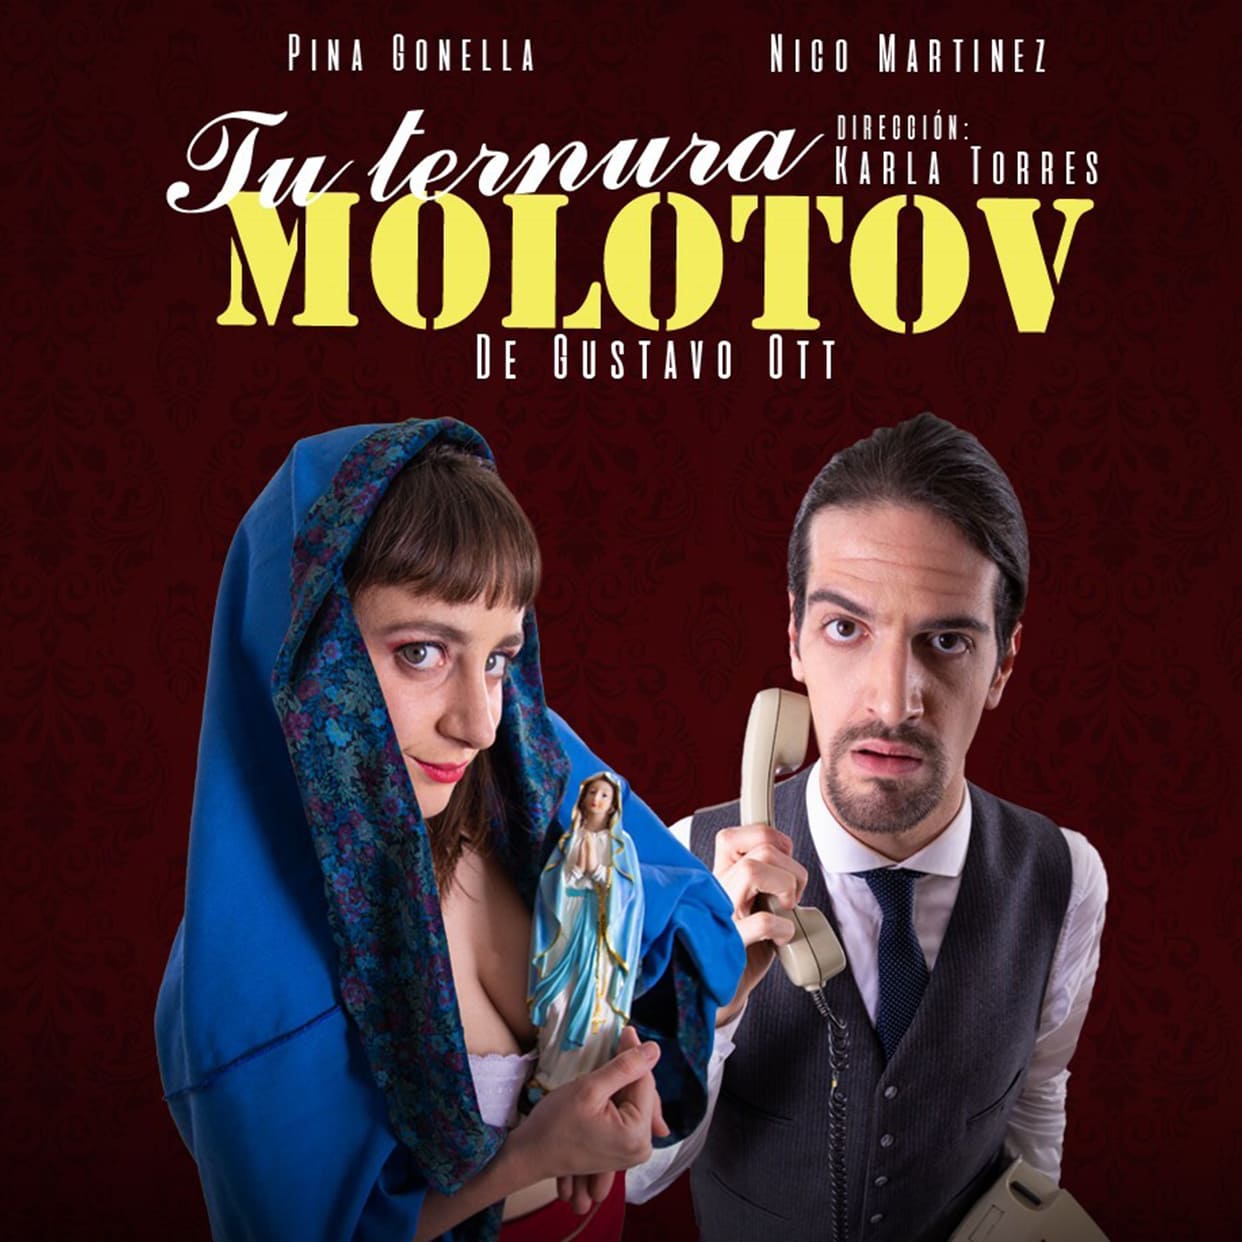 PINA GONELLA
NICO MARTINEZ
Tu ternura
DIRECCIÓN:
KARLA TORRES
MOLOTOV
DE GUSTAVO OTT